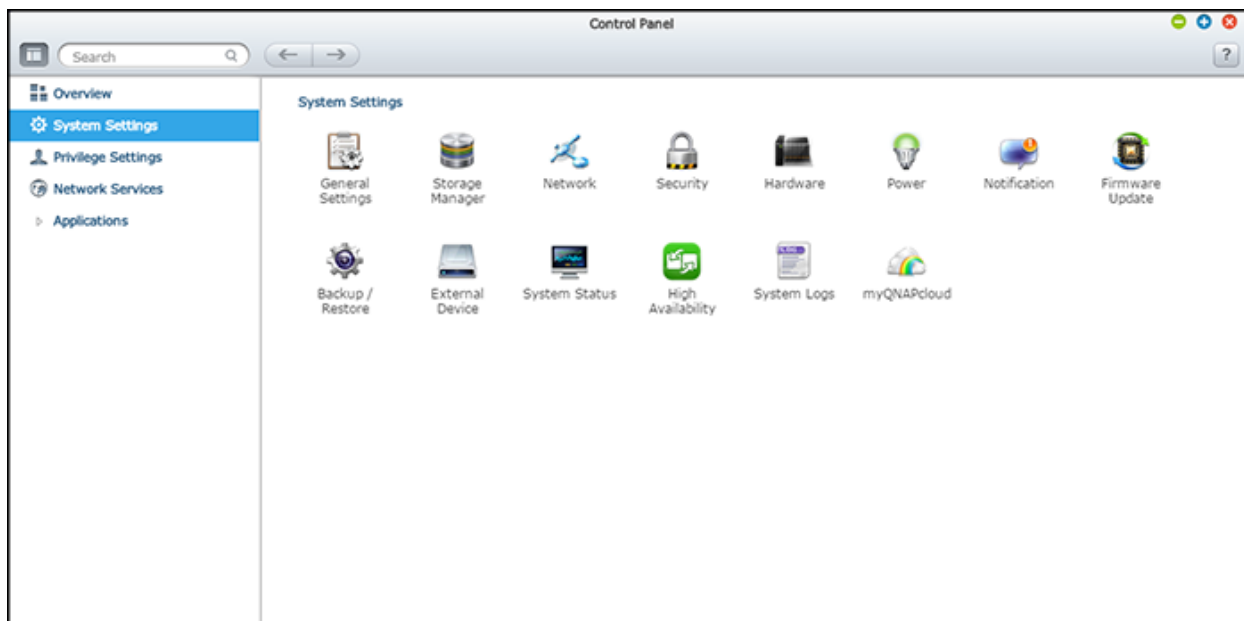 Control Panel
Search
?
Overview
System Settings
Privilege Settings
Network Services
Applications
System Settings
General
Settings
Storage
Manager
Network
Security
Hardware
Power
Notification
Firmware
Update
Backup /
Restore
External
Device
System Status
High
Availability
System Logs
myQNAPcloud